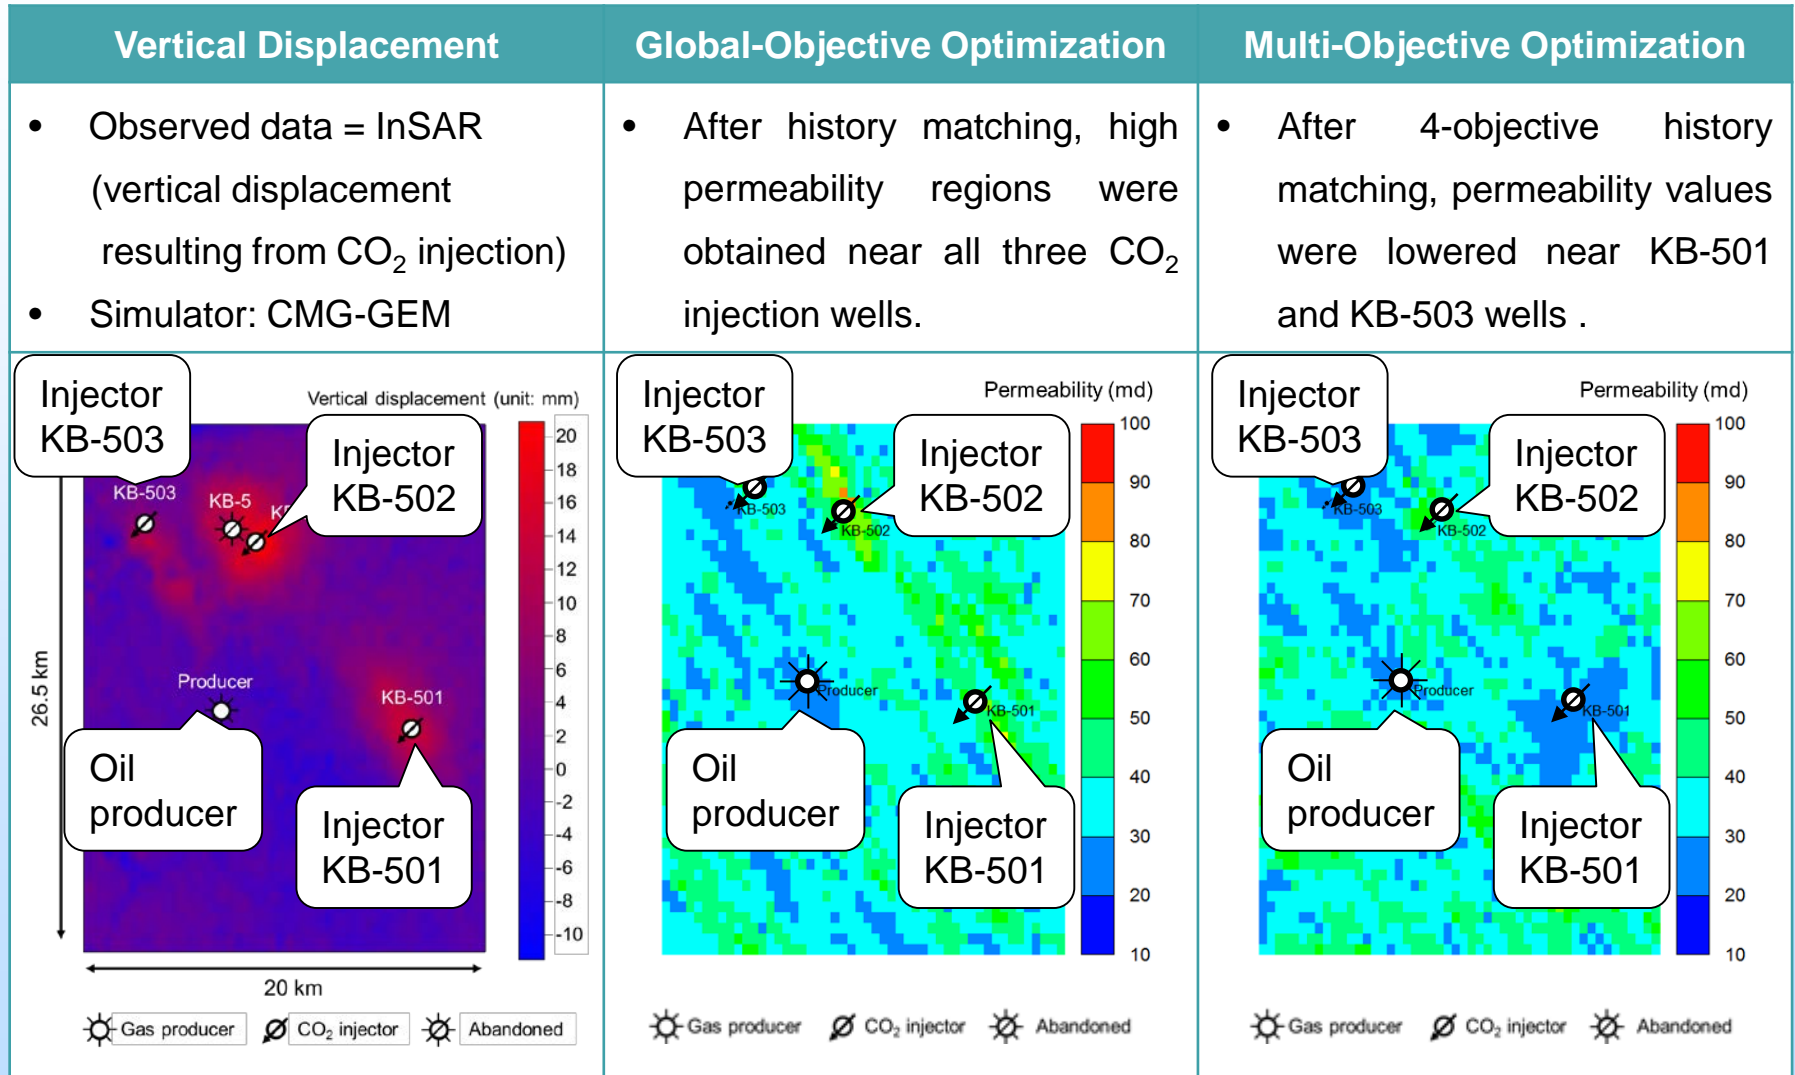 Vertical Displacement
Global-Objective Optimization
Multi-Objective Optimization
• Observed data = InSAR
(vertical displacement
resulting from CO₂ injection)
• Simulator: CMG-GEM
• After history matching, high
permeability regions were
obtained near all three CO₂
injection wells.
• After 4-objective history
matching, permeability values
were lowered near KB-501
and KB-503 wells .
Injector
KB-503
Vertical displacement (unit: mm)
Injector
KB-502
KB-503
KB-5
Producer
KB-501
Oil
producer
Injector
KB-501
26.5 km
20 km
20
18
16
14
12
10
8
6
4
2
0
-2
-4
-6
-8
-10
Gas producer
CO₂ injector
Abandoned
Injector
KB-503
Permeability (md)
Injector
KB-502
KB-503
KB-502
Producer
KB-501
Oil
producer
Injector
KB-501
100
90
80
70
60
50
40
30
20
10
Gas producer
CO₂ injector
Abandoned
Injector
KB-503
Permeability (md)
Injector
KB-502
KB-503
KB-502
Producer
KB-501
Oil
producer
Injector
KB-501
100
90
80
70
60
50
40
30
20
10
Gas producer
CO₂ injector
Abandoned